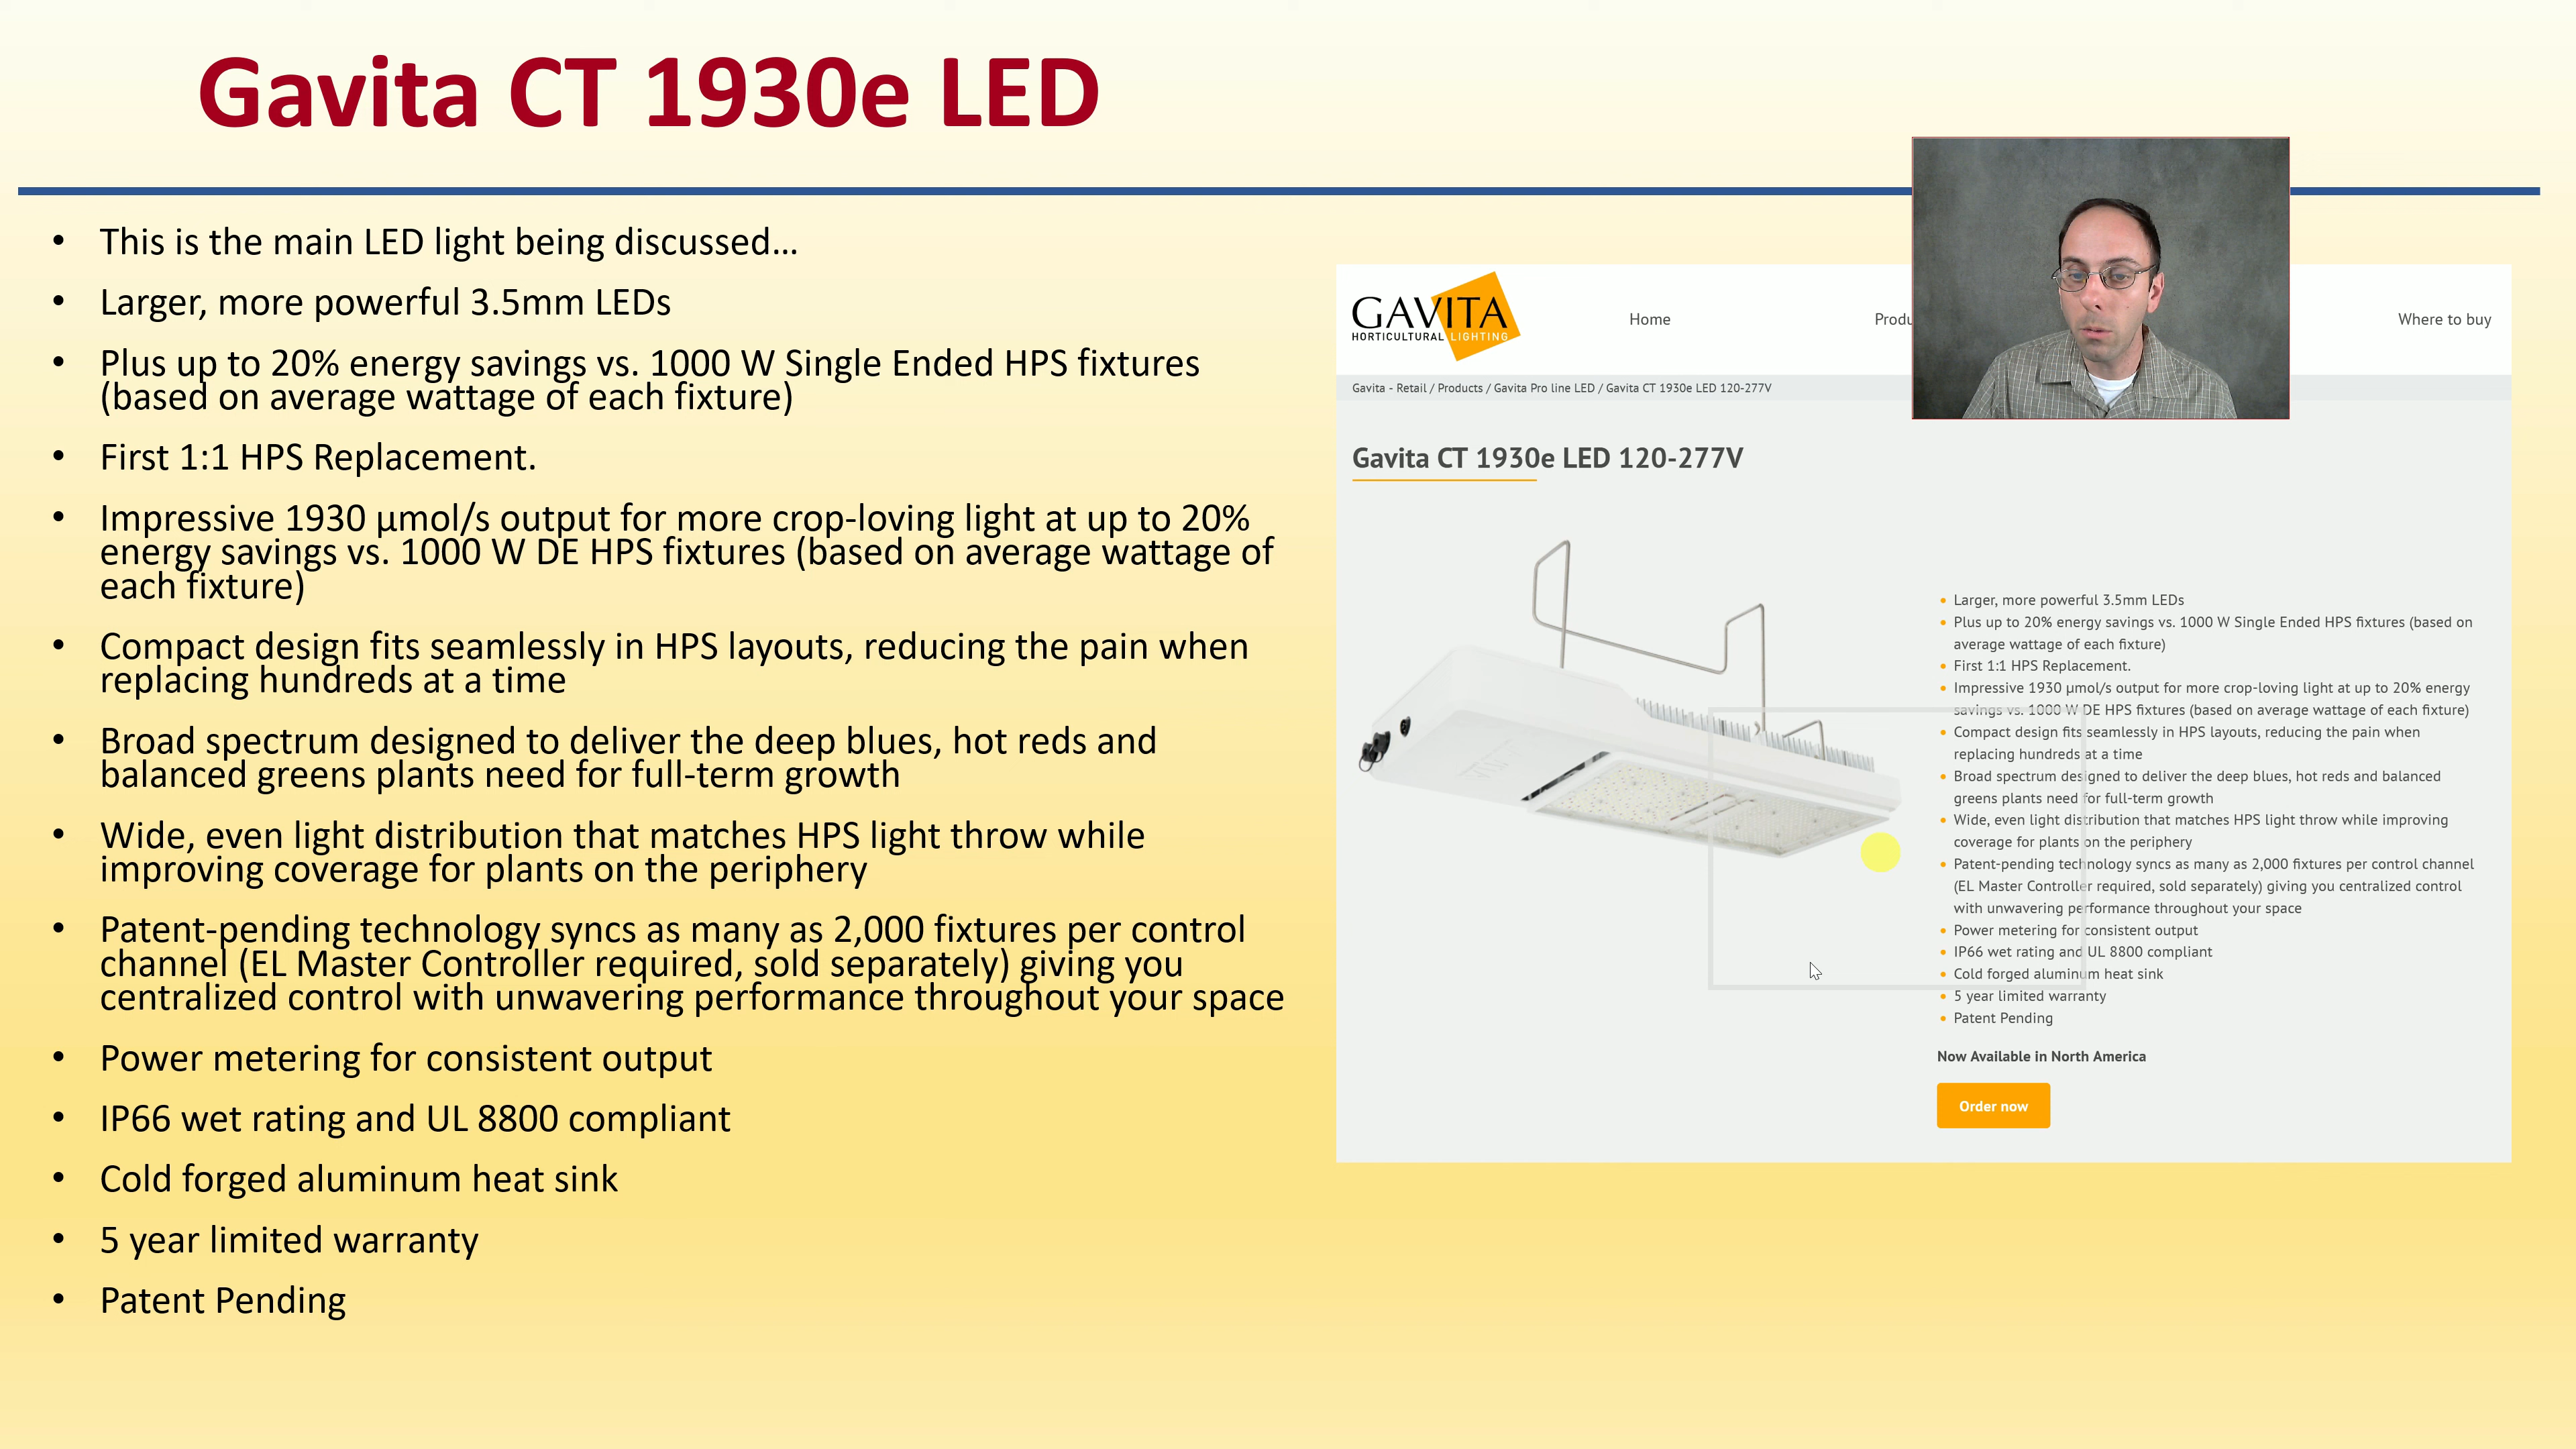 Gavita CT 1930e LED
• This is the main LED light being discussed...
• Larger, more powerful 3.5mm LEDs
• Plus up to 20% energy savings vs. 1000 W Single Ended HPS fixtures
(based on average wattage of each fixture)
• First 1:1 HPS Replacement.
• Impressive 1930 μmol/s output for more crop-loving light at up to 20%
energy savings vs. 1000 W DE HPS fixtures (based on average wattage of
each fixture)
• Compact design fits seamlessly in HPS layouts, reducing the pain when
replacing hundreds at a time
• Broad spectrum designed to deliver the deep blues, hot reds and
balanced greens plants need for full-term growth
• Wide, even light distribution that matches HPS light throw while
improving coverage for plants on the periphery
• Patent-pending technology syncs as many as 2,000 fixtures per control
channel (EL Master Controller required, sold separately) giving you
centralized control with unwavering performance throughout your space
• Power metering for consistent output
• IP66 wet rating and UL 8800 compliant
• Cold forged aluminum heat sink
• 5 year limited warranty
• Patent Pending
GAVITA
HORTICULTURAL LIGHTING
Home
Produ
Where to buy
Gavita - Retail / Products / Gavita Pro line LED / Gavita CT 1930e LED 120-277V
Gavita CT 1930e LED 120-277V
• Larger, more powerful 3.5mm LEDs
• Plus up to 20% energy savings vs. 1000 W Single Ended HPS fixtures (based on
average wattage of each fixture)
• First 1:1 HPS Replacement.
• Impressive 1930 μmol/s output for more crop-loving light at up to 20% energy
savings vs. 1000 W DE HPS fixtures (based on average wattage of each fixture)
• Compact design fits seamlessly in HPS layouts, reducing the pain when
replacing hundreds at a time
• Broad spectrum designed to deliver the deep blues, hot reds and balanced
greens plants need for full-term growth
• Wide, even light distribution that matches HPS light throw while improving
coverage for plants on the periphery
• Patent-pending technology syncs as many as 2,000 fixtures per control channel
(EL Master Controller required, sold separately) giving you centralized control
with unwavering performance throughout your space
• Power metering for consistent output
• IP66 wet rating and UL 8800 compliant
• Cold forged aluminum heat sink
• 5 year limited warranty
• Patent Pending
Now Available in North America
Order now